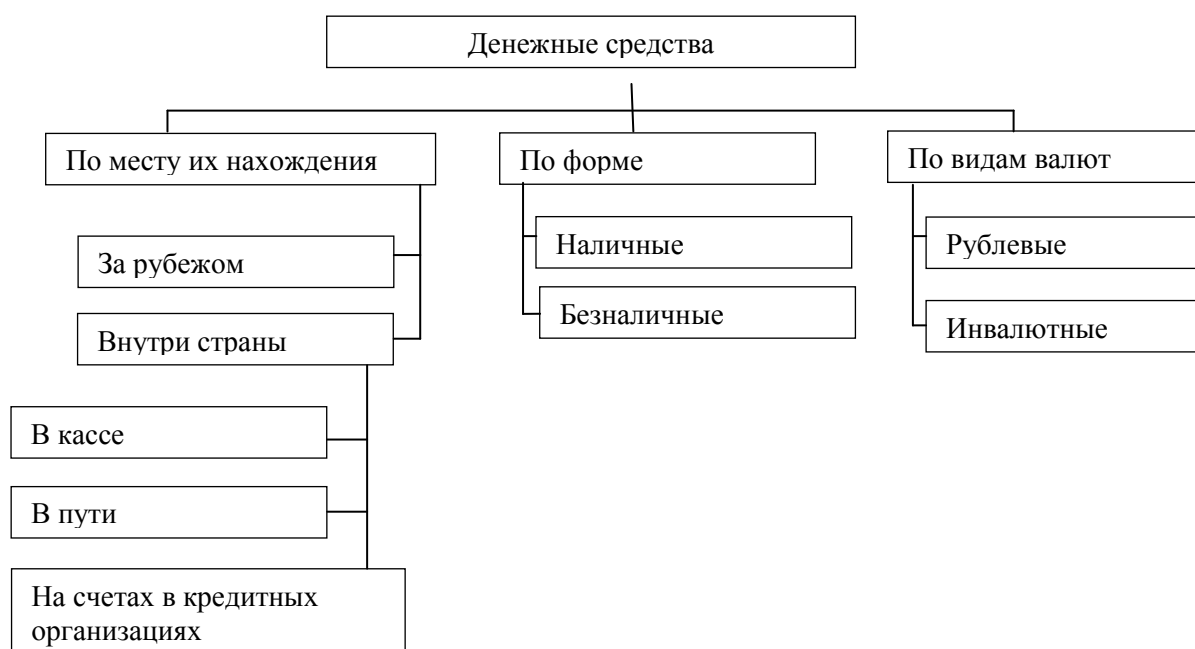 Денежные средства
По месту их нахождения
За рубежом
Внутри страны
В кассе
В пути
На счетах в кредитных
организациях
По форме
Наличные
Безналичные
По видам валют
Рублевые
Инвалютные